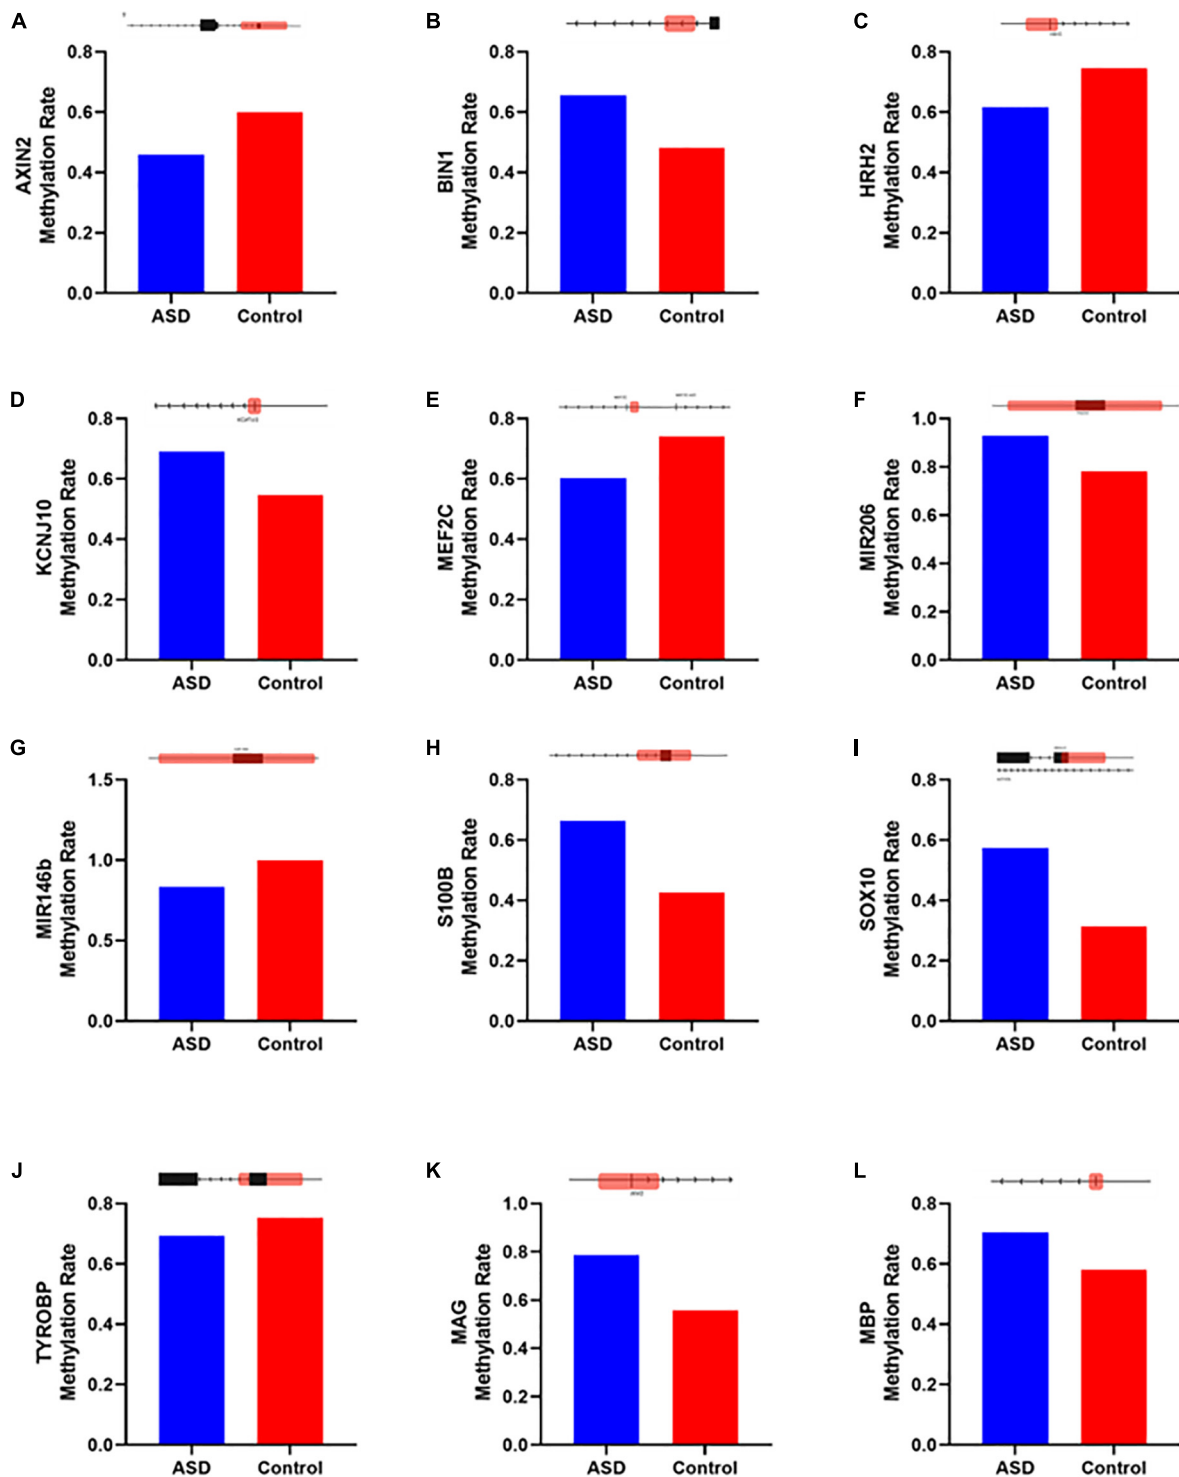 A
AXIN2
Methylation Rate
0.8
0.6
0.4
0.2
0.0
ASD Control
B
BIN1
Methylation Rate
0.8
0.6
0.4
0.2
0.0
ASD Control
C
HRH2
Methylation Rate
0.8
0.6
0.4
0.2
0.0
ASD Control
D
KCNJ10
Methylation Rate
0.8
0.6
0.4
0.2
0.0
ASD Control
E
MEF2C
Methylation Rate
0.8
0.6
0.4
0.2
0.0
ASD Control
F
MIR206
Methylation Rate
1.0
0.8
0.6
0.4
0.2
0.0
ASD Control
G
MIR146b
Methylation Rate
1.5
1.0
0.5
0.0
ASD Control
H
S100B
Methylation Rate
0.8
0.6
0.4
0.2
0.0
ASD Control
I
SOX10
Methylation Rate
0.8
0.6
0.4
0.2
0.0
ASD Control
J
TYROBP
Methylation Rate
0.8
0.6
0.4
0.2
0.0
ASD Control
K
MAG
Methylation Rate
1.0
0.8
0.6
0.4
0.2
0.0
ASD Control
L
MBP
Methylation Rate
0.8
0.6
0.4
0.2
0.0
ASD Control